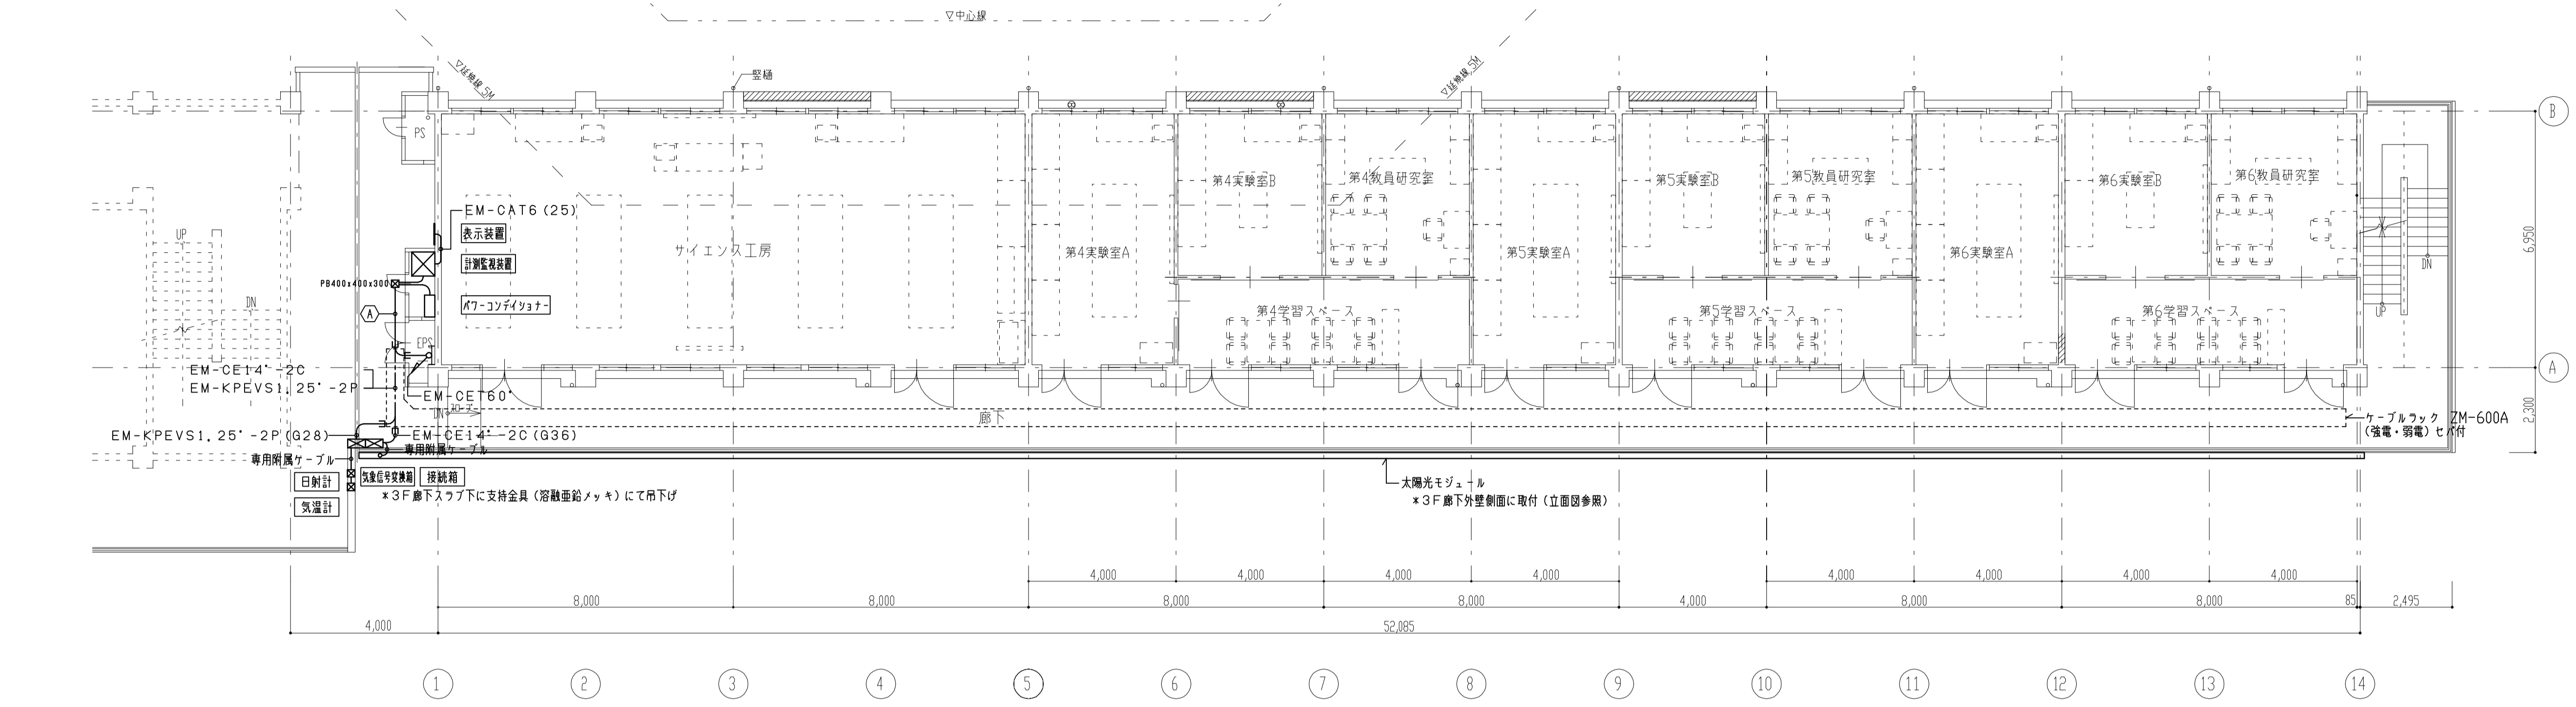 ▽中心線
▽延焼線 5M
竪樋
▽延焼線 5M
B
PS
第4実験室B
第4教員研究室
第5実験室B
第5教員研究室
第6実験室B
第6教員研究室
EM-CAT6(25)
表示装置
UP
計測監視装置
サイエンス工房
第4実験室A
第5実験室A
第6実験室A
6,950
DN
PB400x400x300
DN
パワーコンデイショナー
A
第4学習スペース
第5学習スペース
第6学習スペース
UP
EPS
EM-CE14°-2C
EM-KPEVS1.25°-2P
A
EM-CET60°
DN
スロープ
廊下
ケーブルラック ZM-600A
(強電・弱電)セパ付
2,300
EM-KPEVS1.25°-2P(G28)
EM-CE14°-2C(G36)
専用附属ケーブル
専用附属ケーブル
日射計
気象信号変換箱
接続箱
太陽光モジュール
*3F廊下スラブ下に支持金具(溶融亜鉛メッキ)にて吊下げ
*3F廊下外壁側面に取付(立面図参照)
気温計
4,000
4,000
4,000
4,000
4,000
4,000
4,000
4,000
8,000
8,000
8,000
8,000
4,000
8,000
8,000
85
2,495
4,000
52,085
1
2
3
4
5
6
7
8
9
10
11
12
13
14